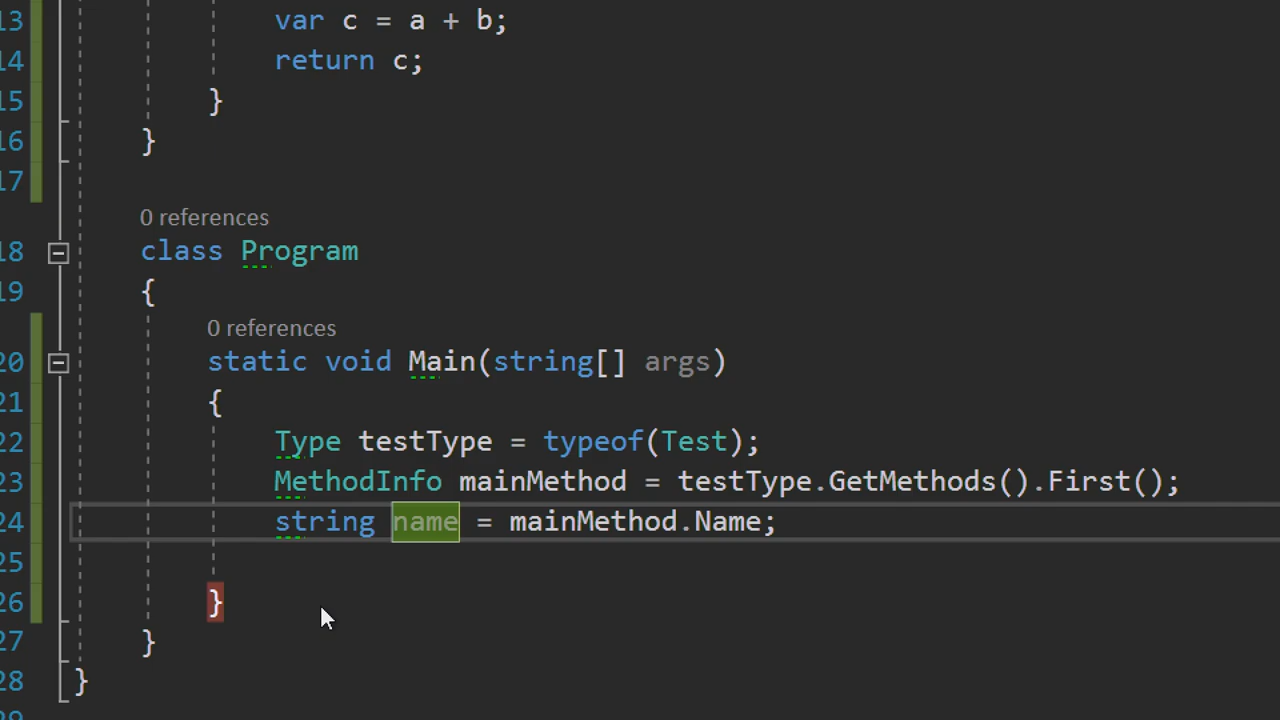 13 var c = a + b;
14 return c;
15 }
16 }
17
0 references
18 class Program
19 {
0 references
20 static void Main(string[] args)
21 {
22 Type testType = typeof(Test);
23 MethodInfo mainMethod = testType.GetMethods().First();
24 string name = mainMethod.Name;
25
26 }
27 }
28 }
29